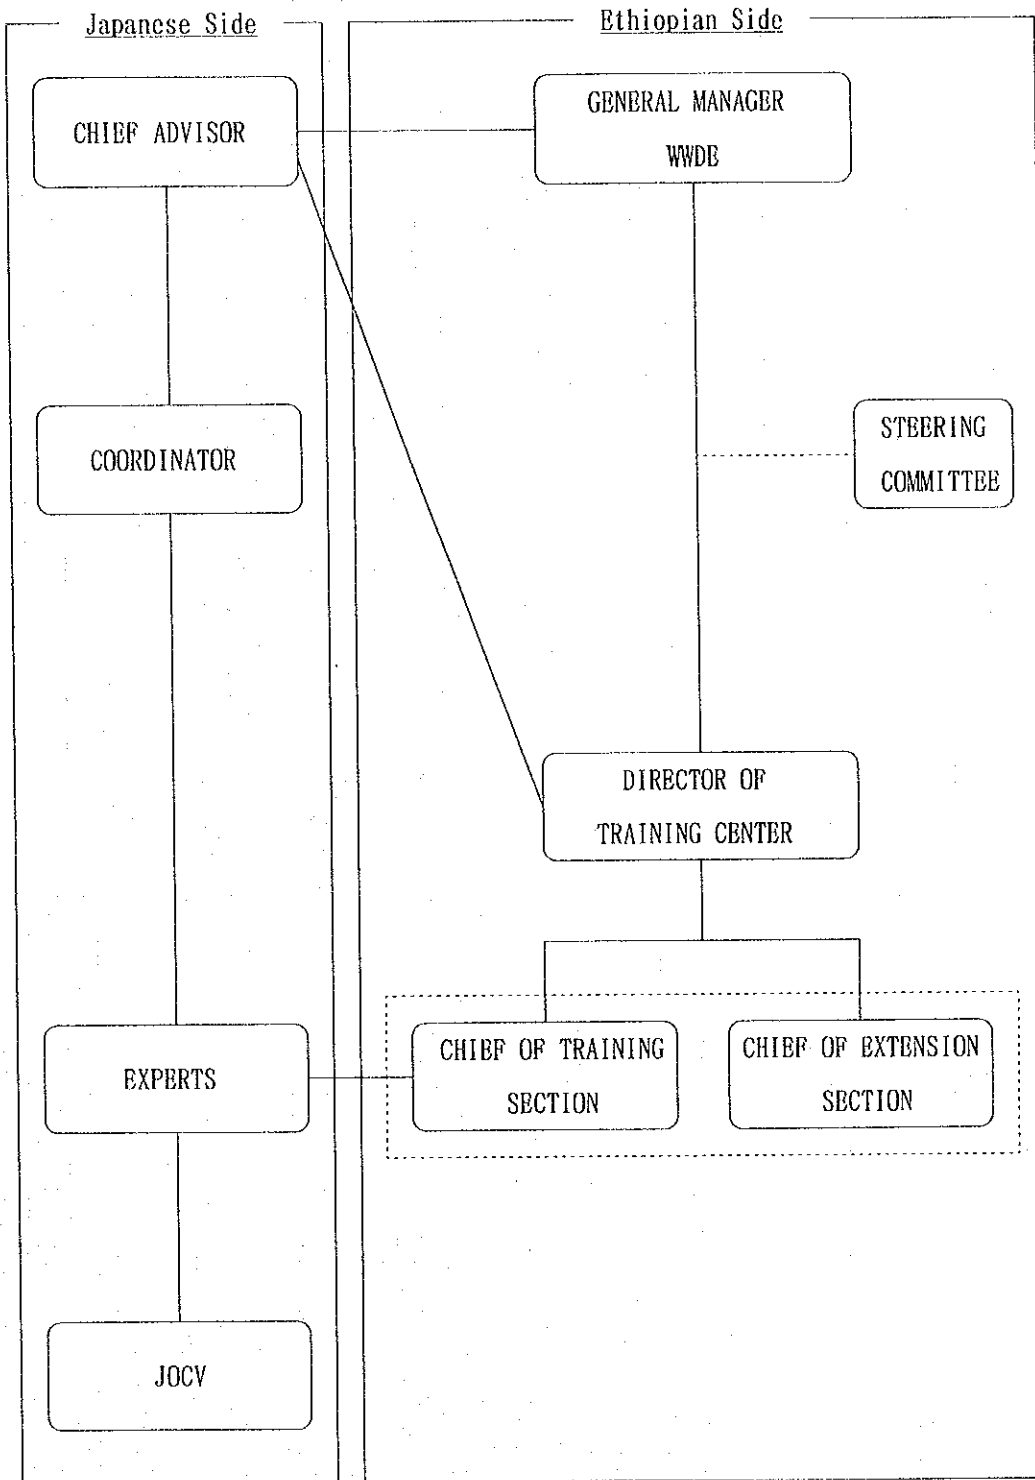 Japanese Side
Ethiopian Side
CHIEF ADVISOR
GENERAL MANAGER
WWDE
COORDINATOR
STEERING
COMMITTEE
DIRECTOR OF
TRAINING CENTER
EXPERTS
CHIEF OF TRAINING
SECTION
CHIEF OF EXTENSION
SECTION
JOCV